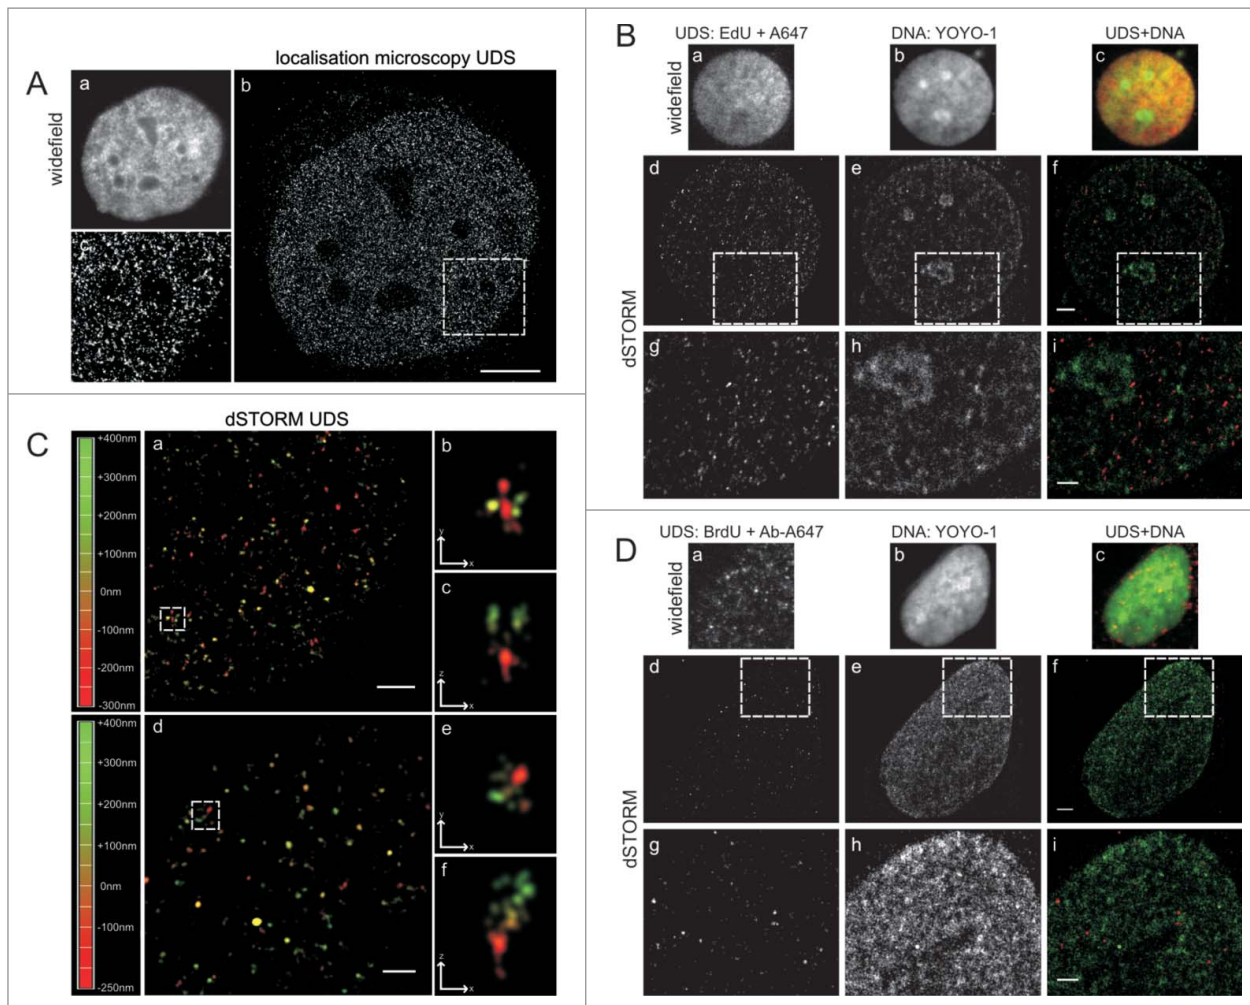 A
localisation microscopy UDS
widefield
a
b
c
B
UDS: EdU + A647
DNA: YOYO-1
UDS+DNA
widefield
a
b
c
dSTORM
d
e
f
g
h
i
C
dSTORM UDS
+400nm
+300nm
+200nm
+100nm
0nm
-100nm
-200nm
-300nm
a
b
y
x
c
z
x
+400nm
+300nm
+200nm
+100nm
0nm
-100nm
-200nm
-250nm
d
e
y
x
f
z
x
D
UDS: BrdU + Ab-A647
DNA: YOYO-1
UDS+DNA
widefield
a
b
c
dSTORM
d
e
f
g
h
i